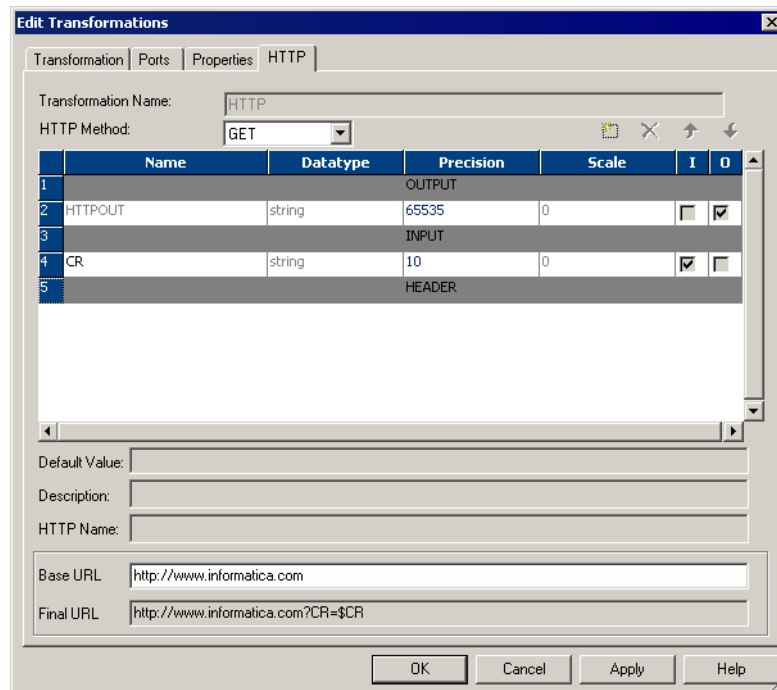 Edit Transformations
Transformation Ports Properties HTTP
Transformation Name: HTTP
HTTP Method: GET
Name Datatype Precision Scale I O
1 OUTPUT
2 HTTPOUT string 65535 0
3 INPUT
4 CR string 10 0
5 HEADER
Default Value:
Description:
HTTP Name:
Base URL http://www.informatica.com
Final URL http://www.informatica.com?CR=$CR
OK Cancel Apply Help